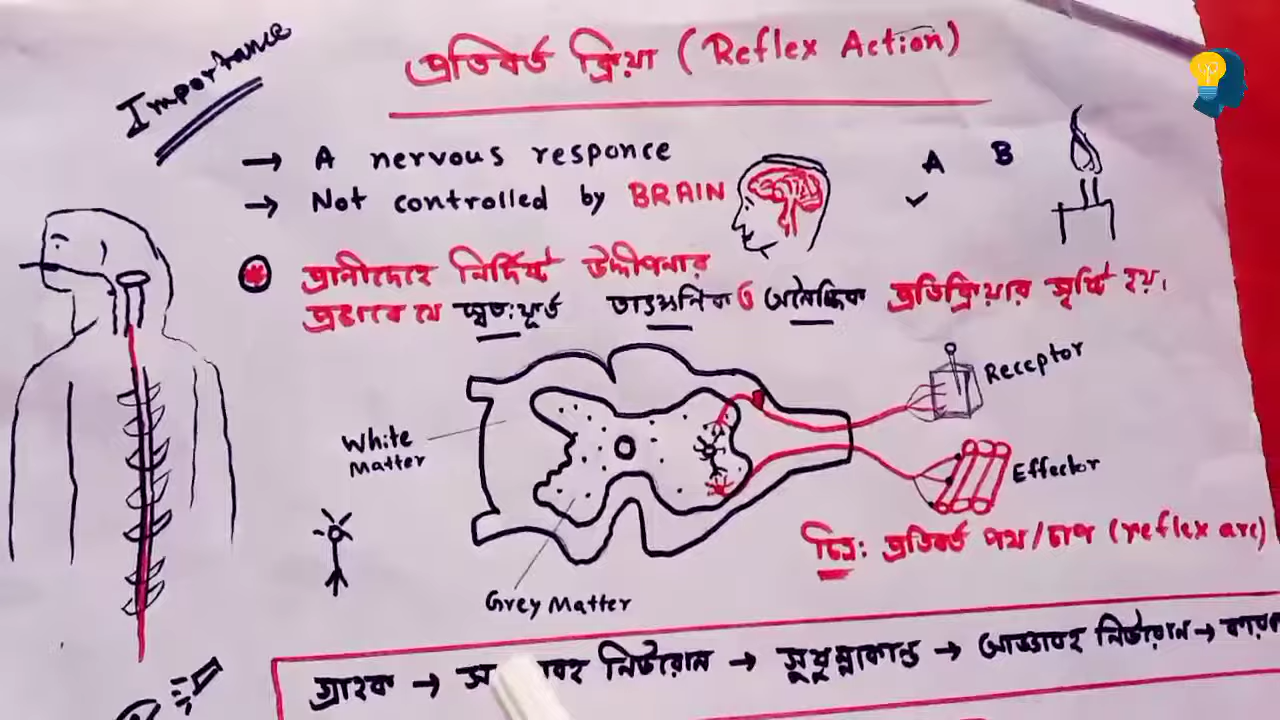 Importance
প্রতিবর্ত ক্রিয়া (Reflex Action)
→ A nervous responce
→ Not controlled by BRAIN
A B
প্রানীদেহে নির্দিষ্ট উদ্দীপনার
প্রভাবে যে স্বতঃস্ফূর্ত তাৎক্ষনিক ও অনৈচ্ছিক প্রতিক্রিয়ার সৃষ্টি হয়।
Receptor
White Matter
Effector
চিত্র: প্রতিবর্ত পথ/চাপ (reflex arc)
Grey Matter
গ্রাহক → নিউরোন → সুষুম্নাকান্ড → আজ্ঞাবহ নিউরোন →